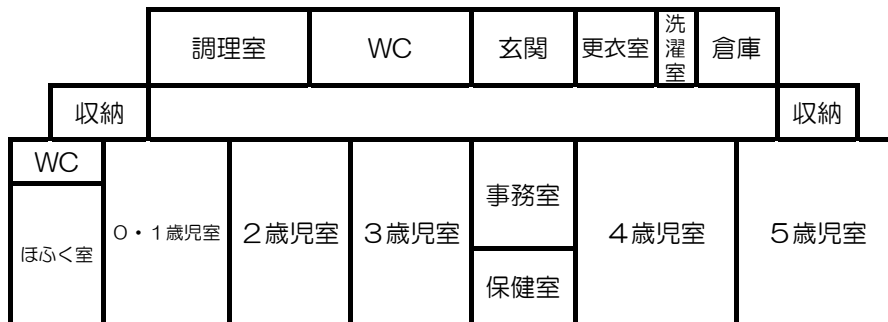 調理室
WC
玄関
更衣室
洗濯室
倉庫
収納
収納
WC
ほふく室
０・１歳児室
２歳児室
３歳児室
事務室
保健室
４歳児室
５歳児室